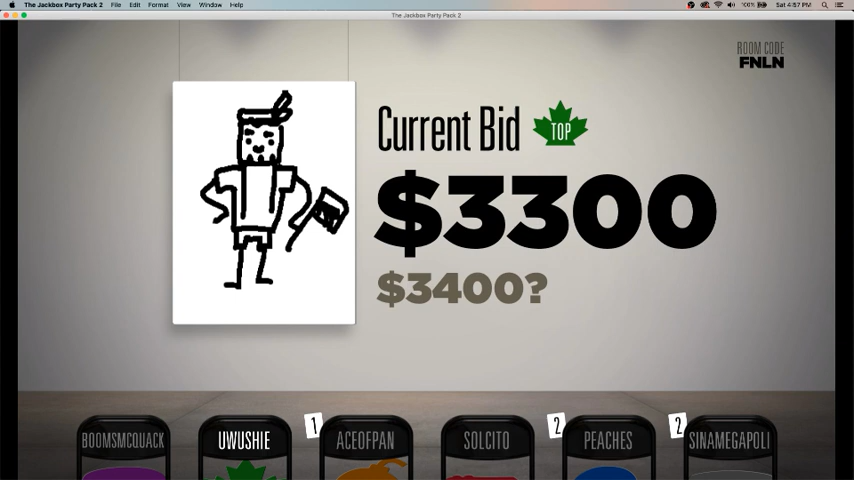 The Jackbox Party Pack 2 File Edit Format View Window Help 100% Sat 4:57 PM
The Jackbox Party Pack 2
ROOM CODE
FNLN
Current Bid TOP
$3300
$3400?
1 2 2
BOOMSMCQUACK UWUSHIE ACEOFPAN SOLCITO PEACHES SINAMEGAPOLI